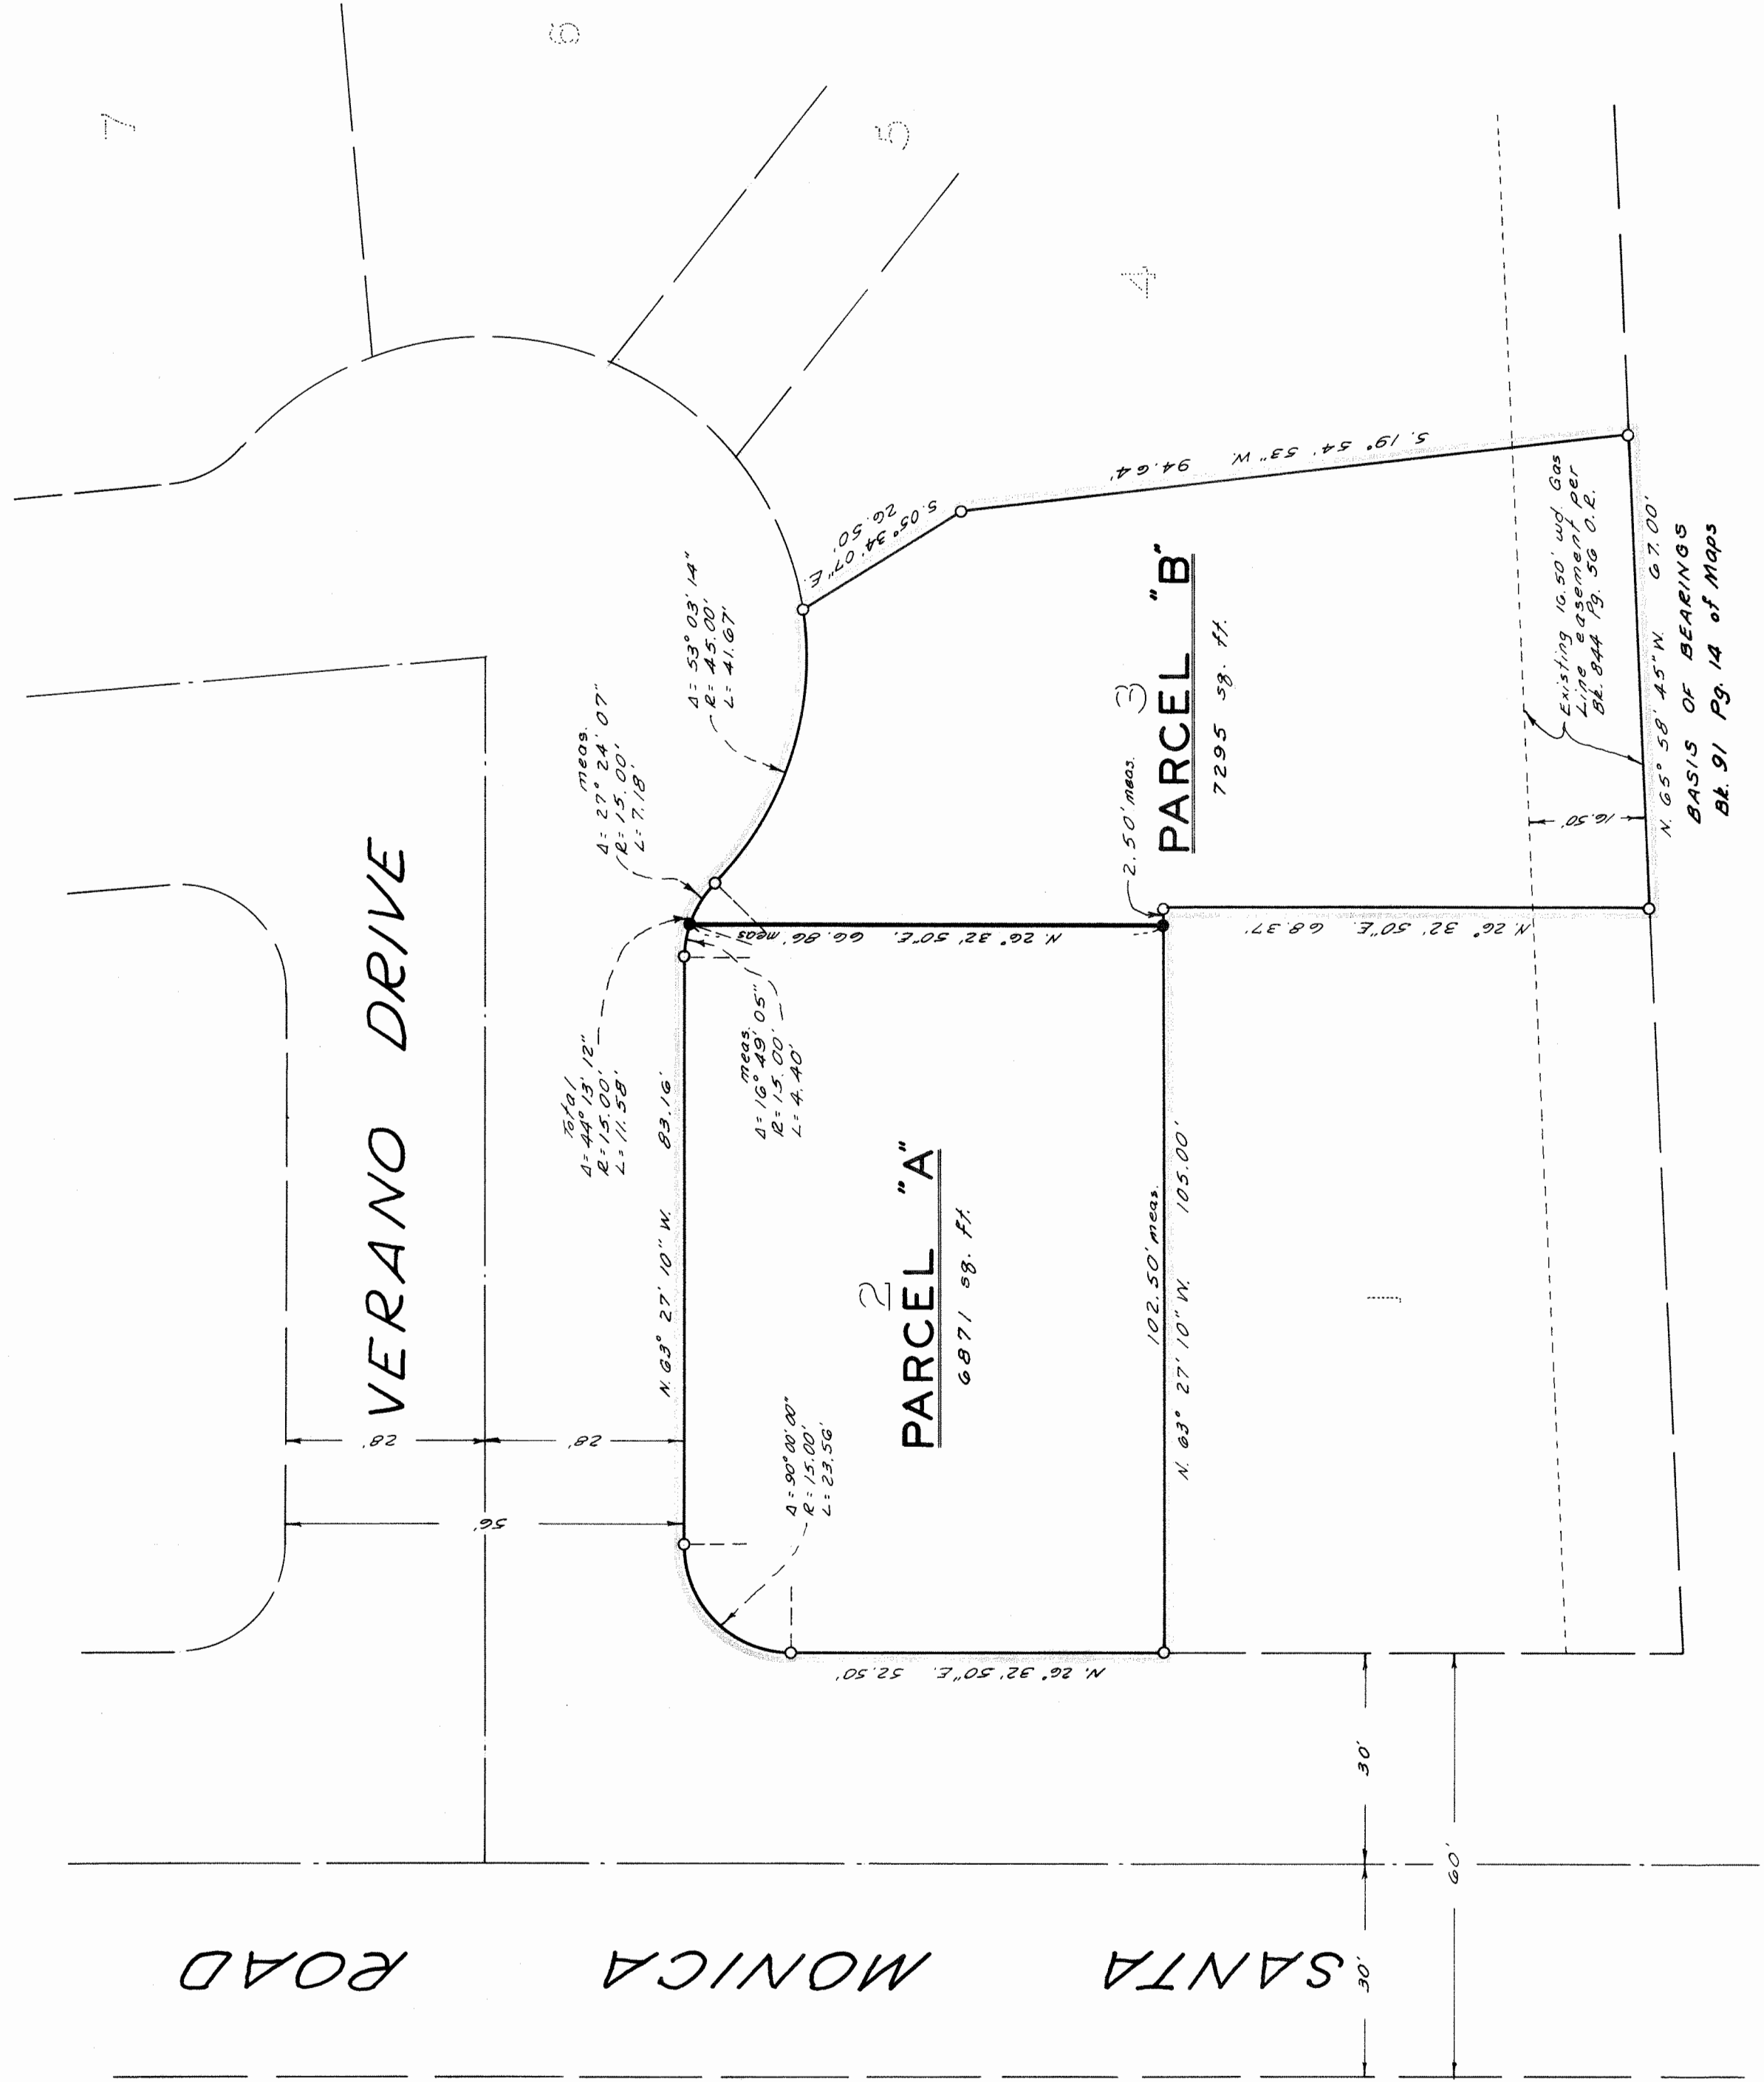 7
6
5
4
VERANO DRIVE
SANTA MONICA ROAD
28'
28'
56'
Total
Δ= 44° 13' 12"
R= 15.00'
L= 11.58'
meas.
Δ= 27° 24' 07"
R= 15.00'
L= 7.18'
Δ= 53° 03' 14"
R= 45.00'
L= 41.67'
S. 05° 34' 07" E.
26.50'
S. 19° 54' 53" W. 94.64'
N. 63° 27' 10" W. 83.16'
meas.
Δ= 16° 49' 05"
R= 15.00'
L= 4.40'
N. 26° 32' 50" E. 66.86' meas
Δ= 90° 00' 00"
R= 15.00'
L= 23.56'
2
PARCEL "A"
6871 sq. ft.
2.50' meas.
3
PARCEL "B"
7295 sq. ft.
N. 26° 32' 50" E. 52.50'
102.50' meas.
N. 63° 27' 10" W. 105.00'
N. 26° 32' 50" E. 68.37'
1
Existing 16.50' wd. Gas
Line easement per
Bk. 844 Pg. 56 O.R.
16.50'
N. 65° 58' 45" W. 67.00'
BASIS OF BEARINGS
Bk. 91 Pg. 14 of Maps
30'
30'
60'